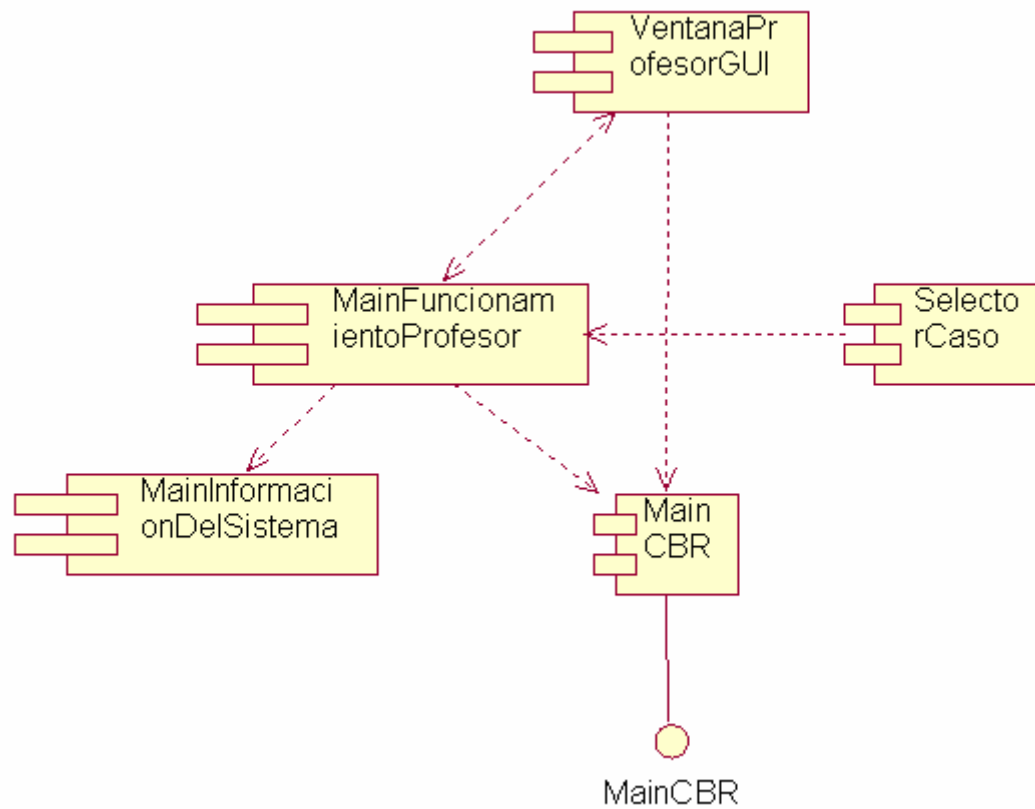 VentanaPr
ofesorGUI
MainFuncionam
ientoProfesor
Selecto
rCaso
MainInformaci
onDelSistema
Main
CBR
MainCBR